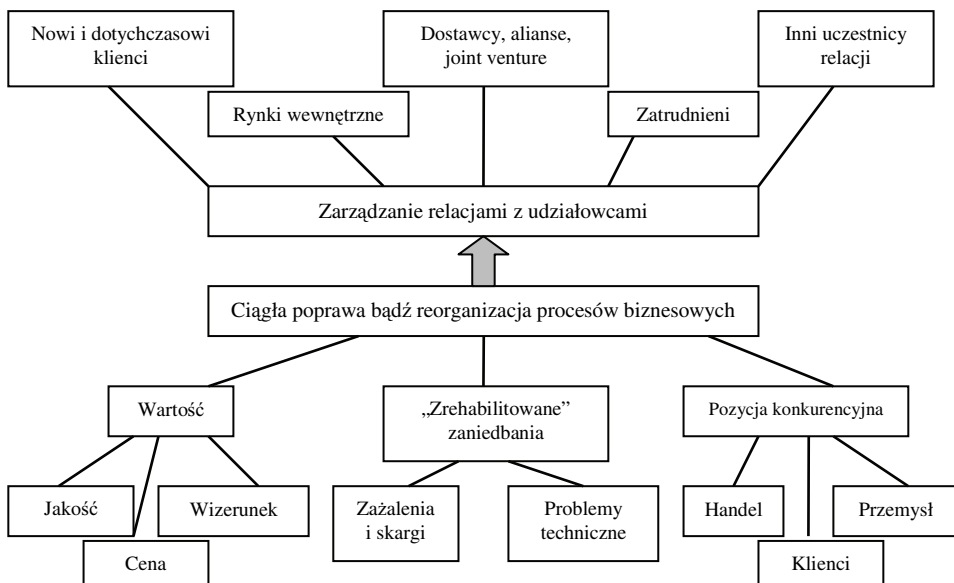 Nowi i dotychczasowi
klienci
Dostawcy, alianse,
joint venture
Inni uczestnicy
relacji
Rynki wewnętrzne
Zatrudnieni
Zarządzanie relacjami z udziałowcami
Ciągła poprawa bądź reorganizacja procesów biznesowych
Wartość
„Zrehabilitowane”
zaniedbania
Pozycja konkurencyjna
Jakość
Wizerunek
Zażalenia
i skargi
Problemy
techniczne
Handel
Przemysł
Cena
Klienci